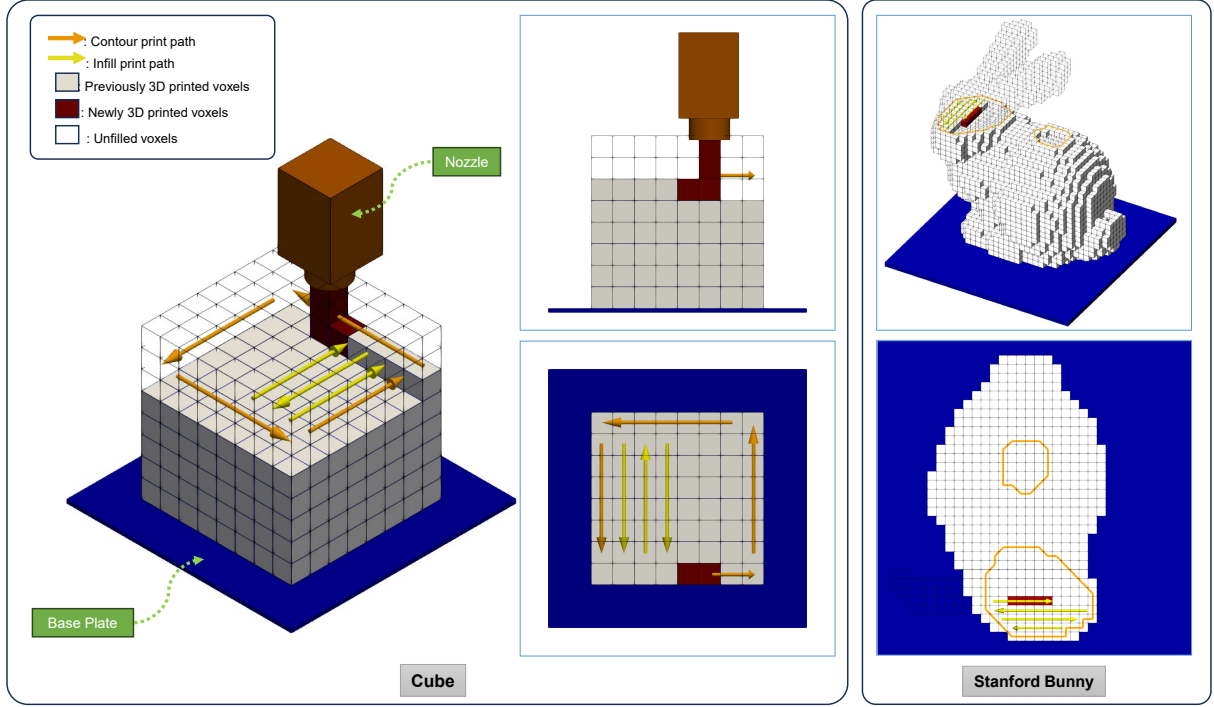 : Contour print path
: Infill print path
: Previously 3D printed voxels
: Newly 3D printed voxels
: Unfilled voxels
Nozzle
Base Plate
Cube
Stanford Bunny